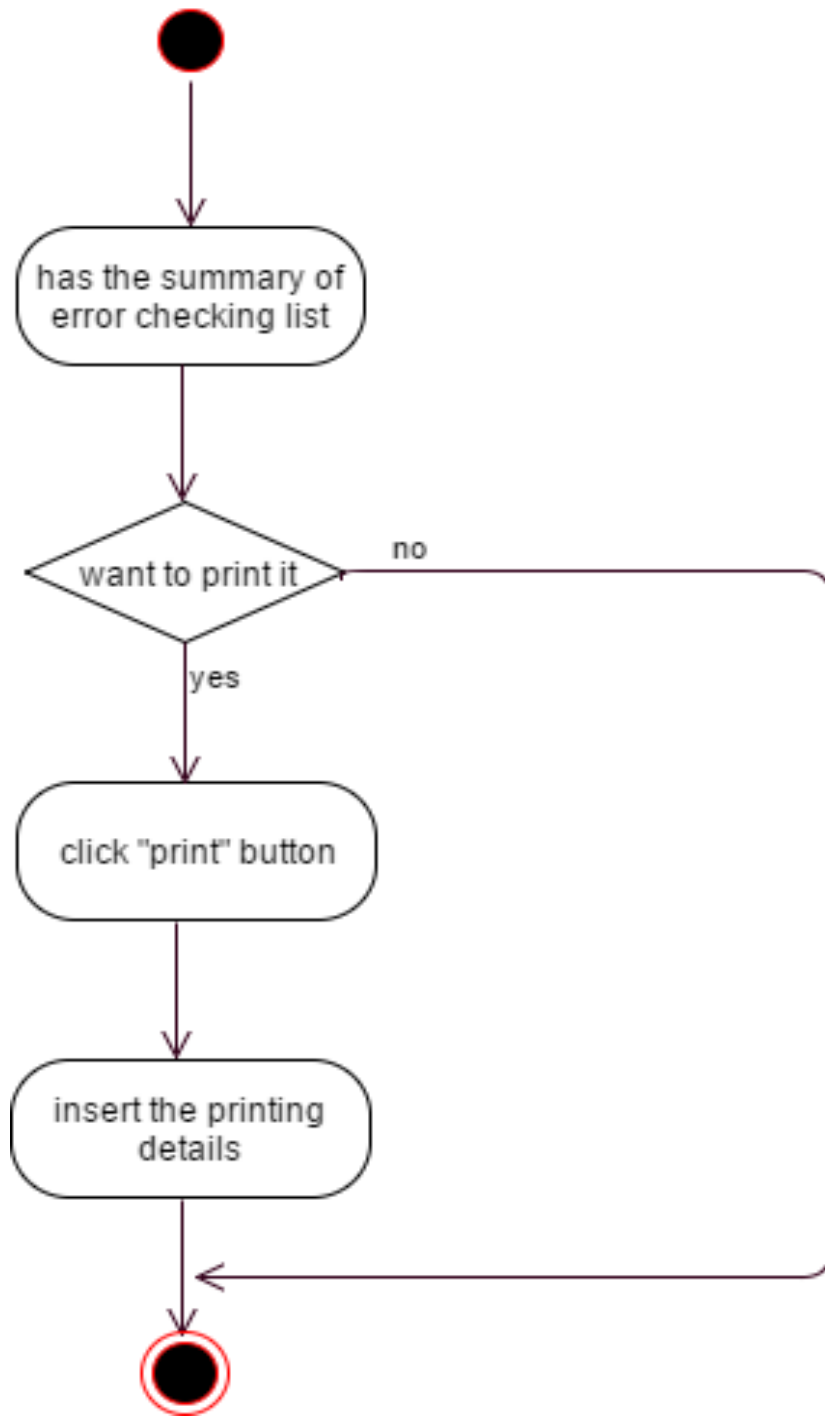 has the summary of
error checking list
want to print it
no
yes
click "print" button
insert the printing
details